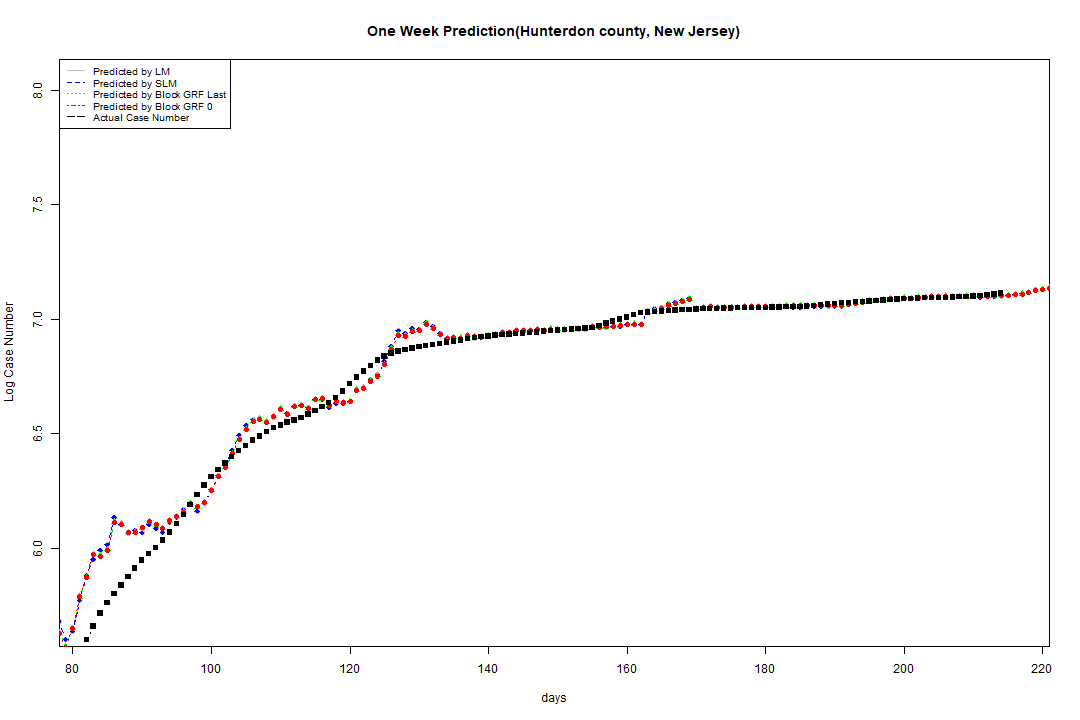 One Week Prediction(Hunterdon county, New Jersey)
Predicted by LM
Predicted by SLM
Predicted by Block GRF Last
Predicted by Block GRF 0
Actual Case Number
Log Case Number
8.0
7.5
7.0
6.5
6.0
80 100 120 140 160 180 200 220
days